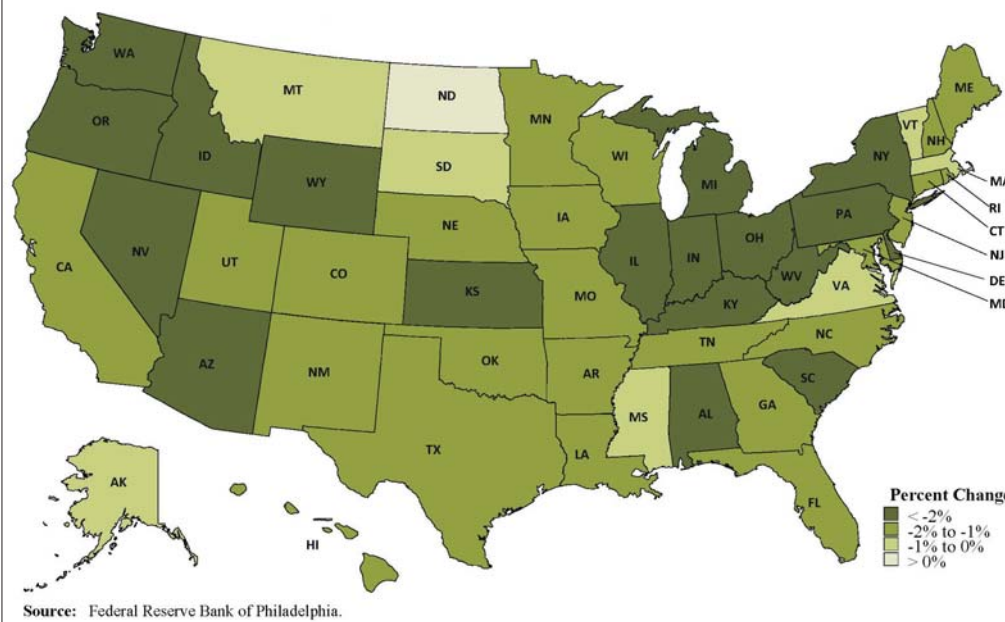 WA
MT
ND
MN
ME
VT
NH
OR
ID
WY
SD
WI
MI
NY
MA
RI
CT
NJ
DE
MD
NV
UT
CO
NE
IA
IL
IN
OH
PA
WV
VA
CA
KS
MO
KY
AZ
NM
OK
AR
TN
NC
SC
TX
LA
MS
AL
GA
FL
AK
HI
Percent Change
< -2%
-2% to -1%
-1% to 0%
> 0%
Source: Federal Reserve Bank of Philadelphia.